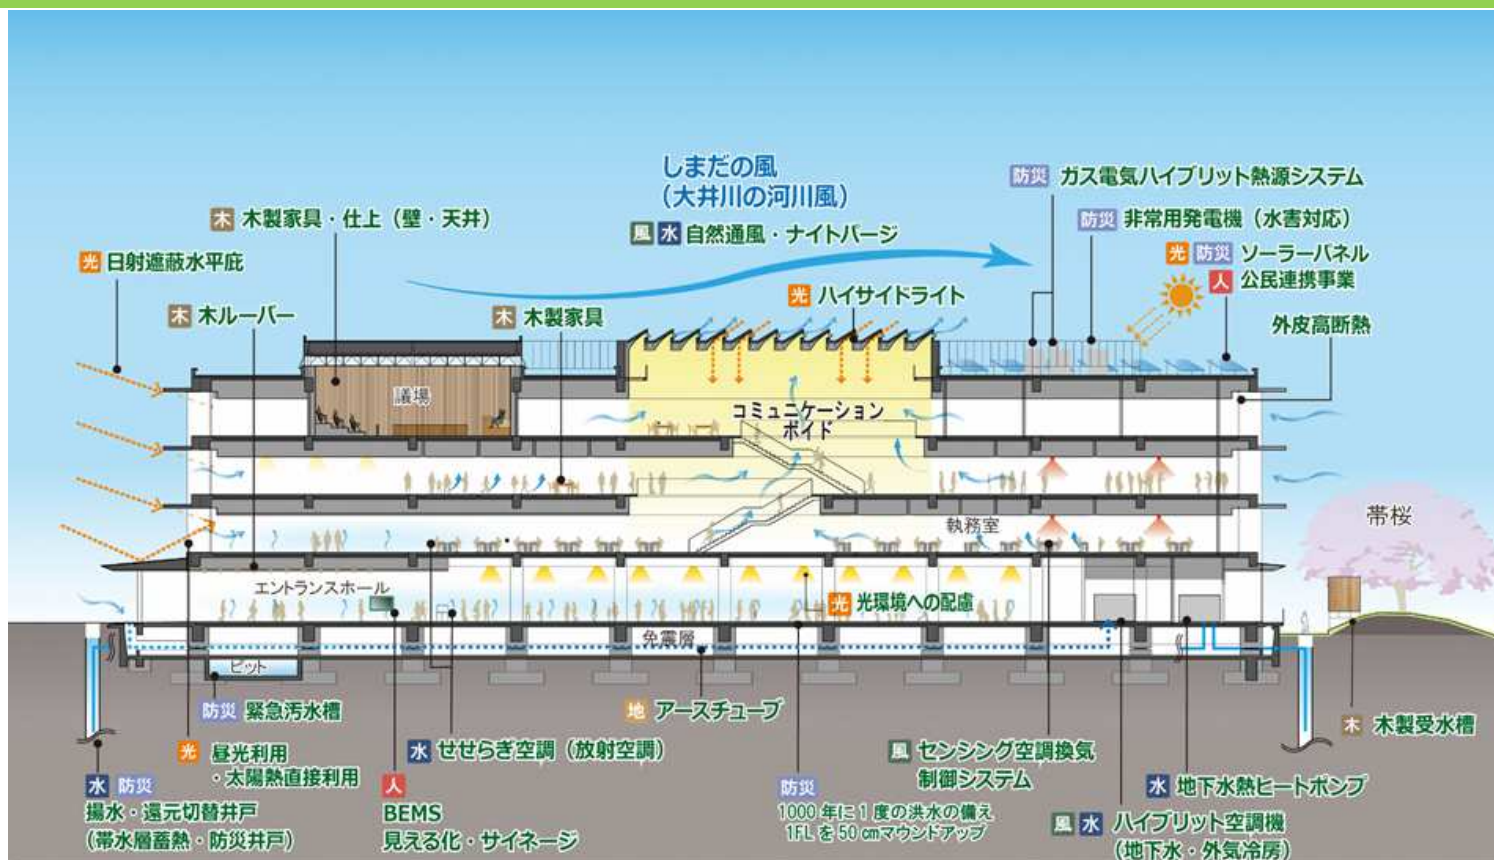 しまだの風
(大井川の河川風)
風 水 自然通風・ナイトパージ
防災 ガス電気ハイブリット熱源システム
木 木製家具・仕上(壁・天井)
防災 非常用発電機(水害対応)
光 日射遮蔽水平庇
光 防災 ソーラーパネル
人 公民連携事業
木 木ルーバー
木 木製家具
光 ハイサイドライト
外皮高断熱
議場
コミュニケーション
ボイド
執務室
帯桜
エントランスホール
光 光環境への配慮
免震層
ピット
防災 緊急汚水槽
地 アースチューブ
木 木製受水槽
光 昼光利用
・太陽熱直接利用
水 せせらぎ空調(放射空調)
風 センシング空調換気
制御システム
水 防災
揚水・還元切替井戸
(帯水層蓄熱・防災井戸)
人
BEMS
見える化・サイネージ
防災
1000年に1度の洪水の備え
1FLを50cmマウンドアップ
水 地下水熱ヒートポンプ
風 水 ハイブリット空調機
(地下水・外気冷房)